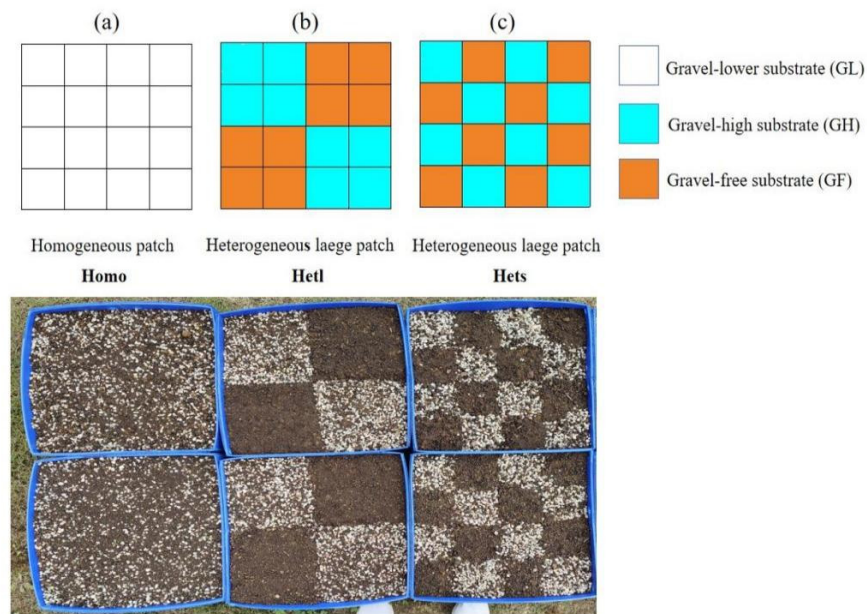 (a) (b) (c)
Gravel-lower substrate (GL)
Gravel-high substrate (GH)
Gravel-free substrate (GF)
Homogeneous patch Heterogeneous laege patch Heterogeneous laege patch
Homo Hetl Hets